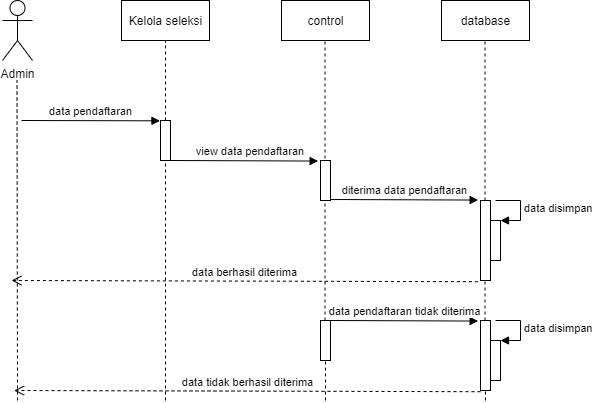 Kelola seleksi
control
database
Admin
data pendaftaran
view data pendaftaran
diterima data pendaftaran
data disimpan
data berhasil diterima
data pendaftaran tidak diterima
data disimpan
data tidak berhasil diterima